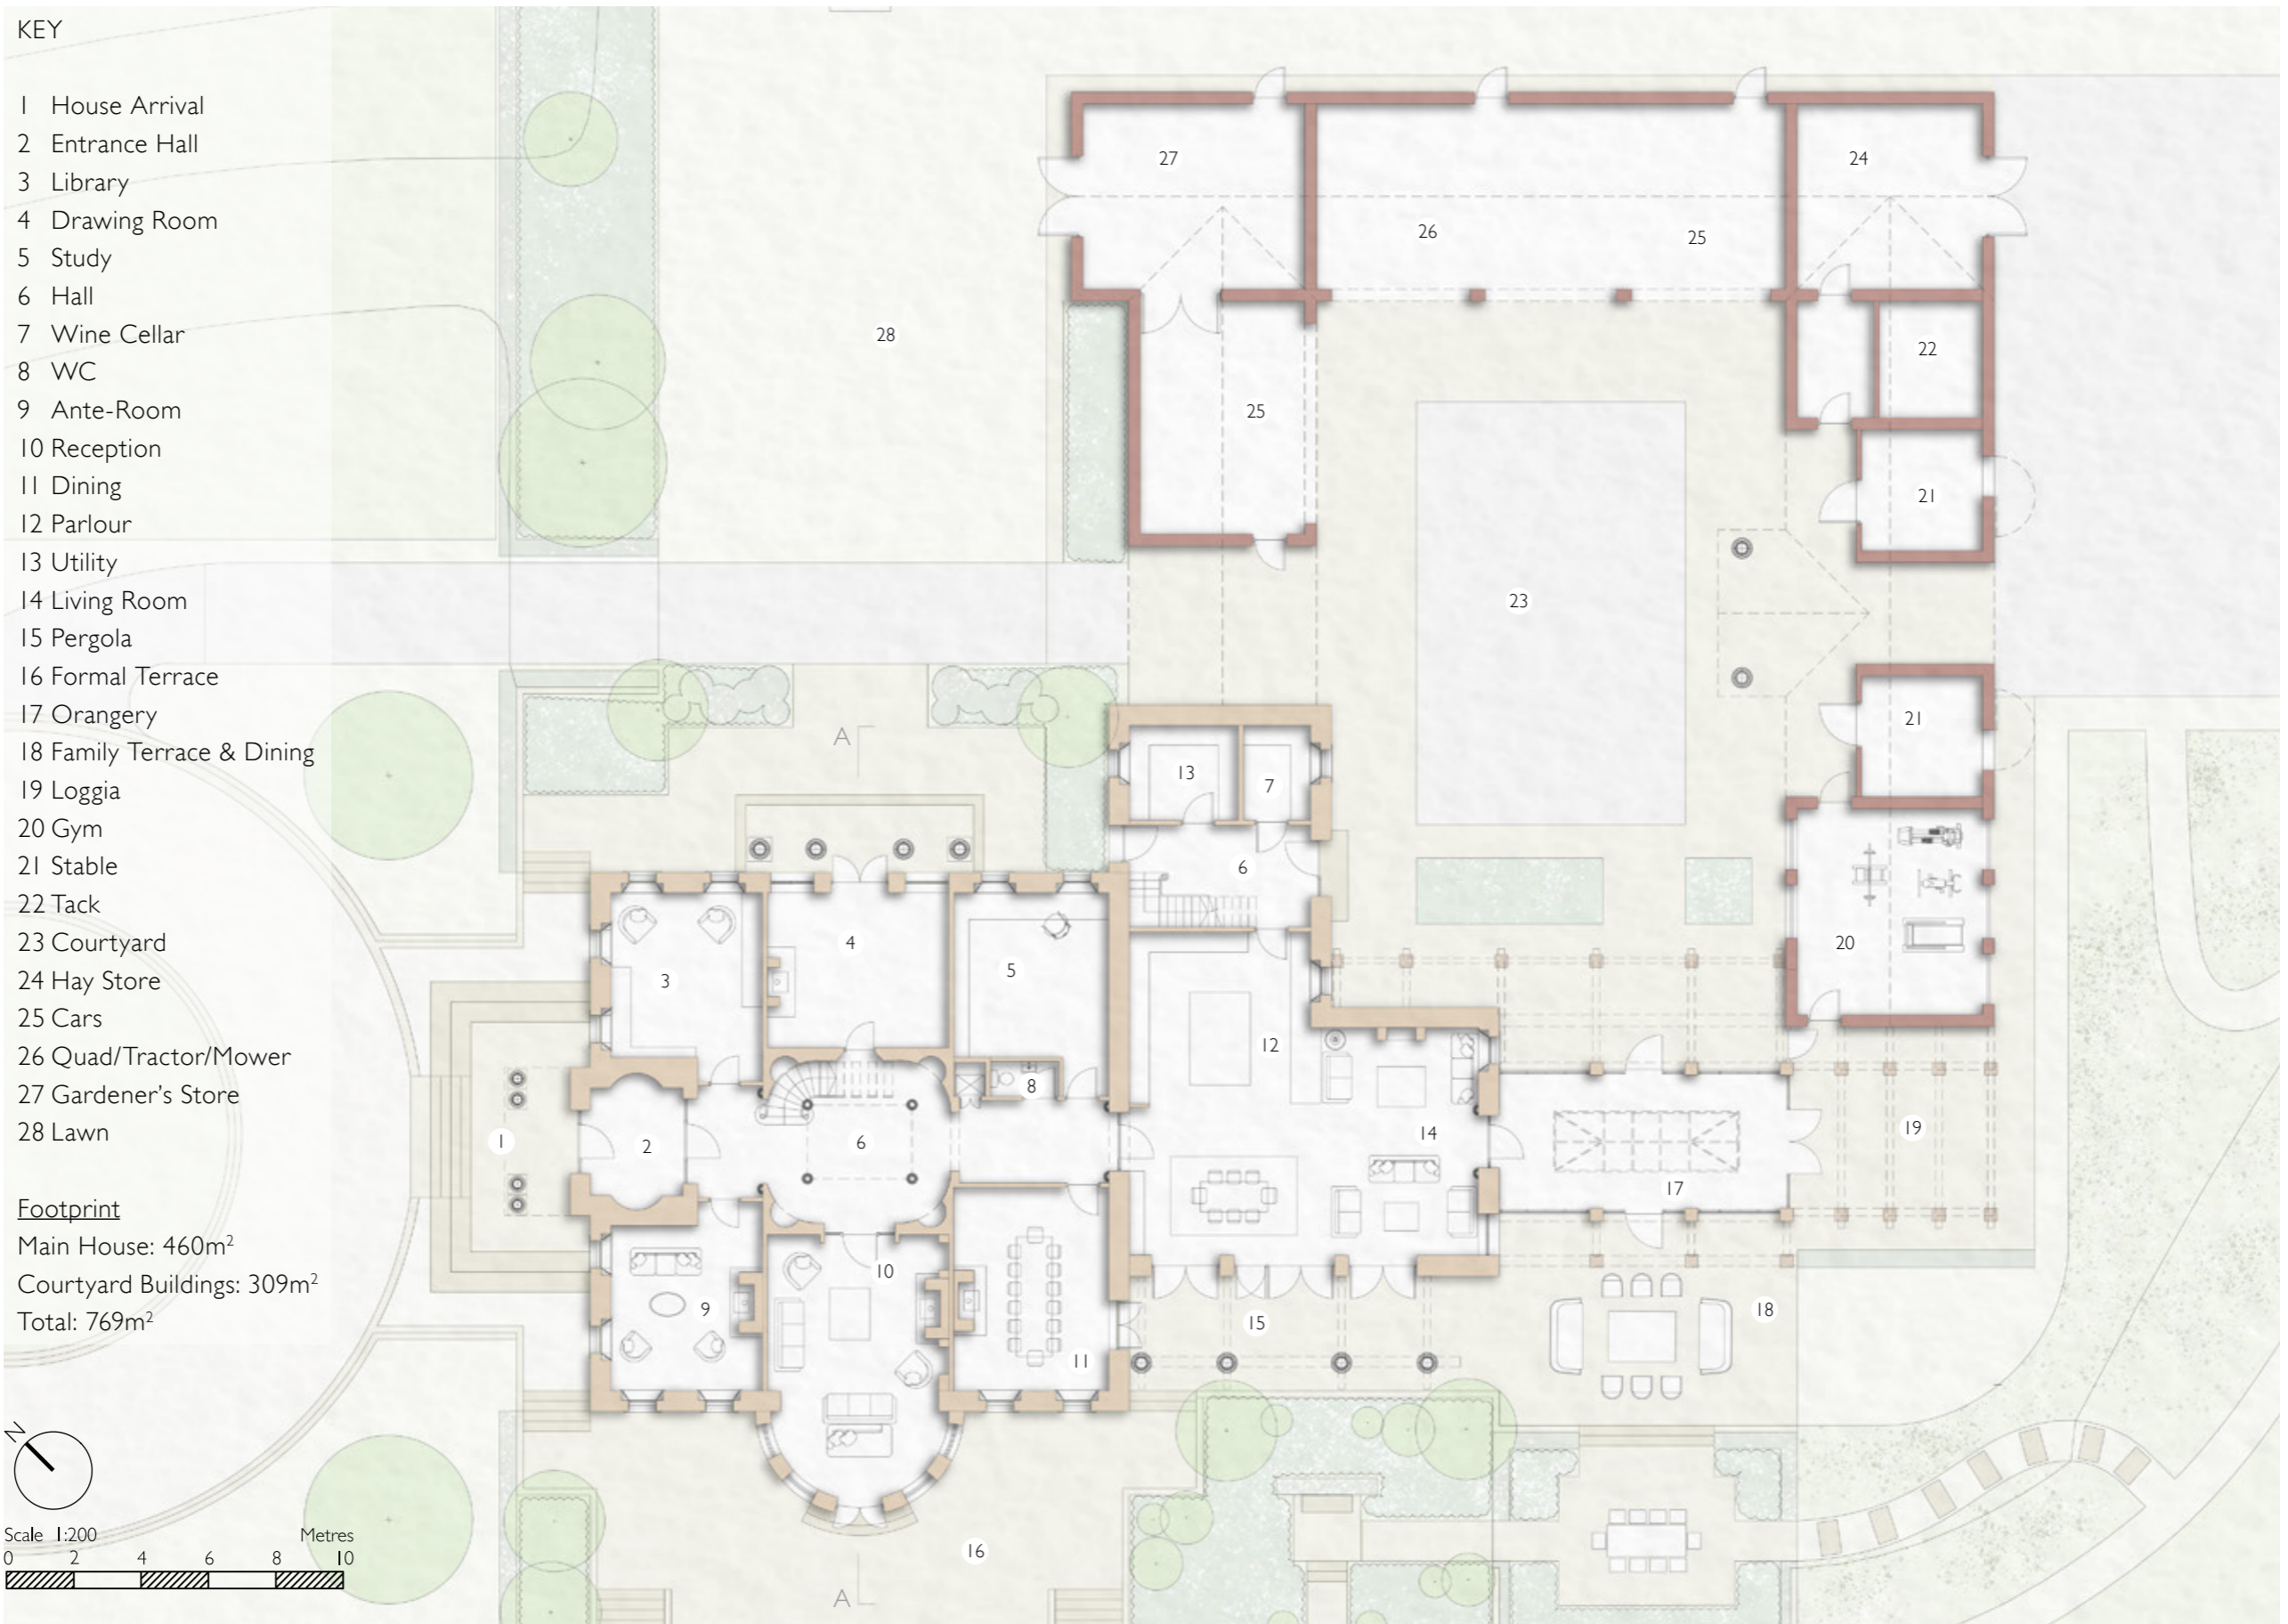 KEY
1 House Arrival
2 Entrance Hall
3 Library
4 Drawing Room
5 Study
6 Hall
7 Wine Cellar
8 WC
9 Ante-Room
10 Reception
11 Dining
12 Parlour
13 Utility
14 Living Room
15 Pergola
16 Formal Terrace
17 Orangery
18 Family Terrace & Dining
19 Loggia
20 Gym
21 Stable
22 Tack
23 Courtyard
24 Hay Store
25 Cars
26 Quad/Tractor/Mower
27 Gardener's Store
28 Lawn
Footprint
Main House: 460m²
Courtyard Buildings: 309m²
Total: 769m²
N
Scale 1:200 Metres
0 2 4 6 8 10
27
24
26
25
28
22
25
21
23
21
A
13
7
6
4
20
5
3
12
8
19
14
1
2
6
17
10
9
18
15
11
16
A